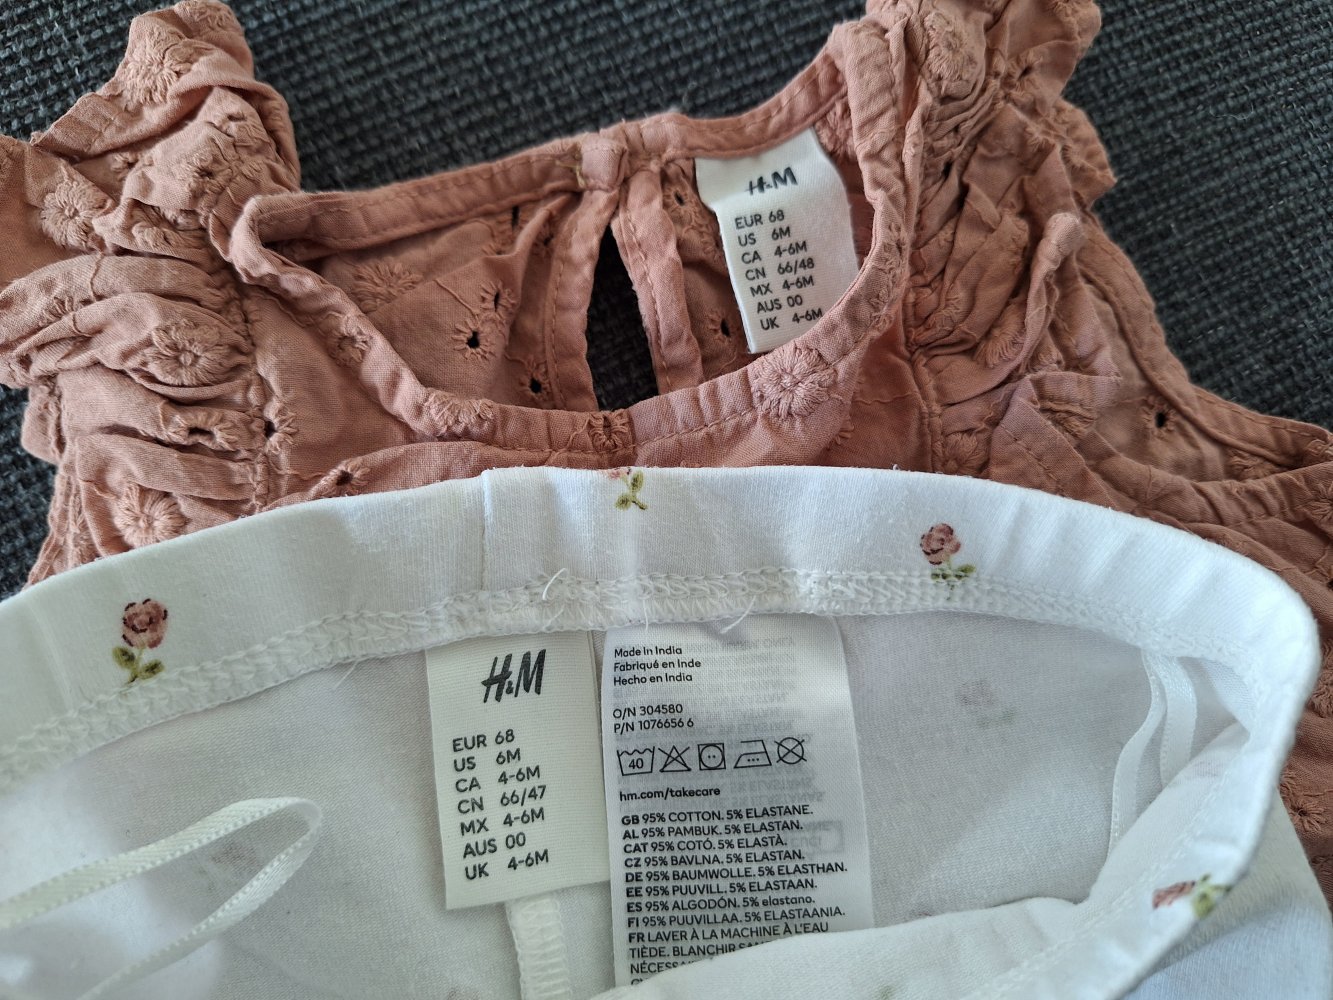 H&M
EUR 68
US 6M
CA 4-6M
CN 66/48
MX 4-6M
AUS 00
UK 4-6M
H&M
EUR 68
US 6M
CA 4-6M
CN 66/47
MX 4-6M
AUS 00
UK 4-6M
Made in India
Fabriqué en Inde
Hecho en India
O/N 304580
P/N 1076656 6
40
hm.com/takecare
GB 95% COTTON. 5% ELASTANE.
AL 95% PAMBUK. 5% ELASTAN.
CAT 95% COTÓ. 5% ELASTÀ.
CZ 95% BAVLNA. 5% ELASTAN.
DE 95% BAUMWOLLE. 5% ELASTHAN.
EE 95% PUUVILL. 5% ELASTAAN.
ES 95% ALGODÓN. 5% elastano.
FI 95% PUUVILLAA. 5% ELASTAANIA.
FR LAVER À LA MACHINE À L'EAU
TIÈDE. BLANCHIR